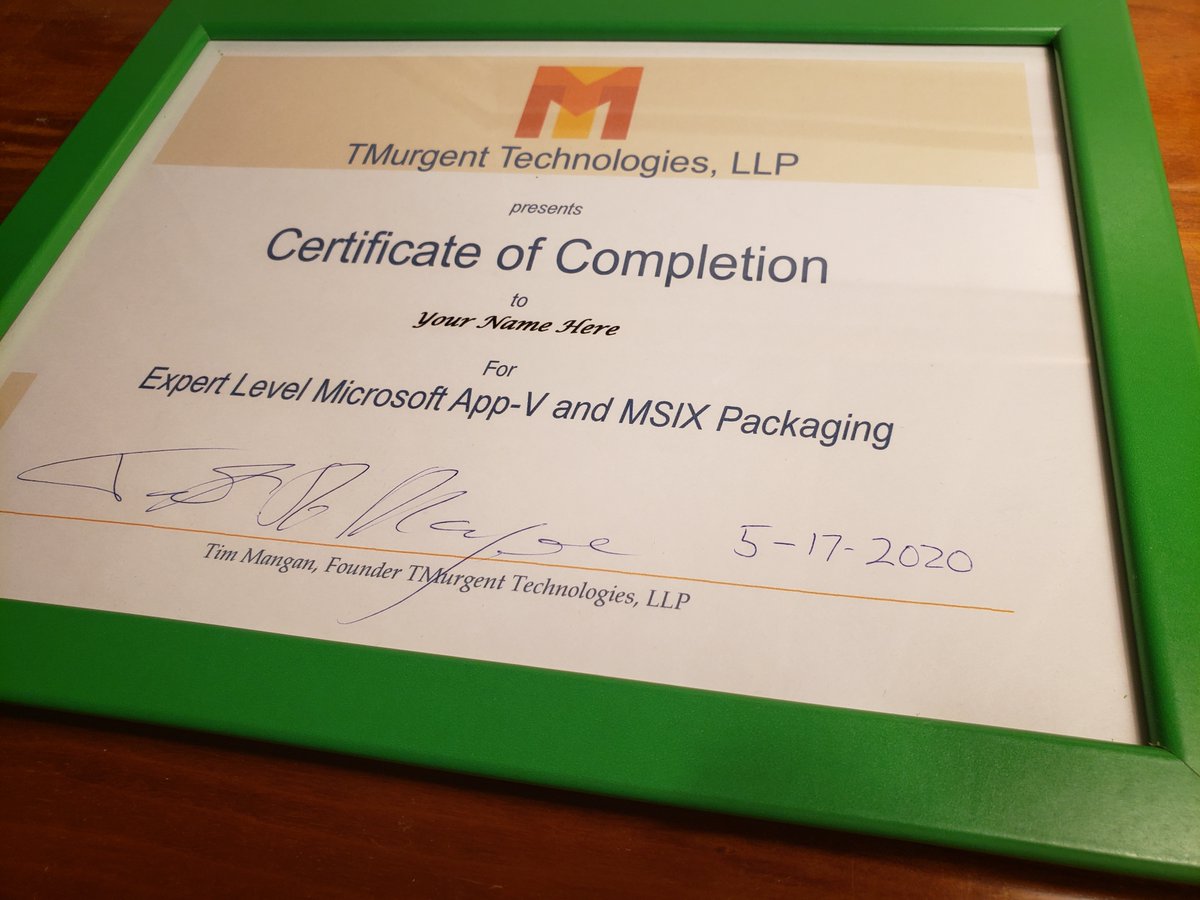 TMurgent Technologies, LLP
presents
Certificate of Completion
to
Your Name Here
For
Expert Level Microsoft App-V and MSIX Packaging
5-17-2020
Tim Mangan, Founder TMurgent Technologies, LLP